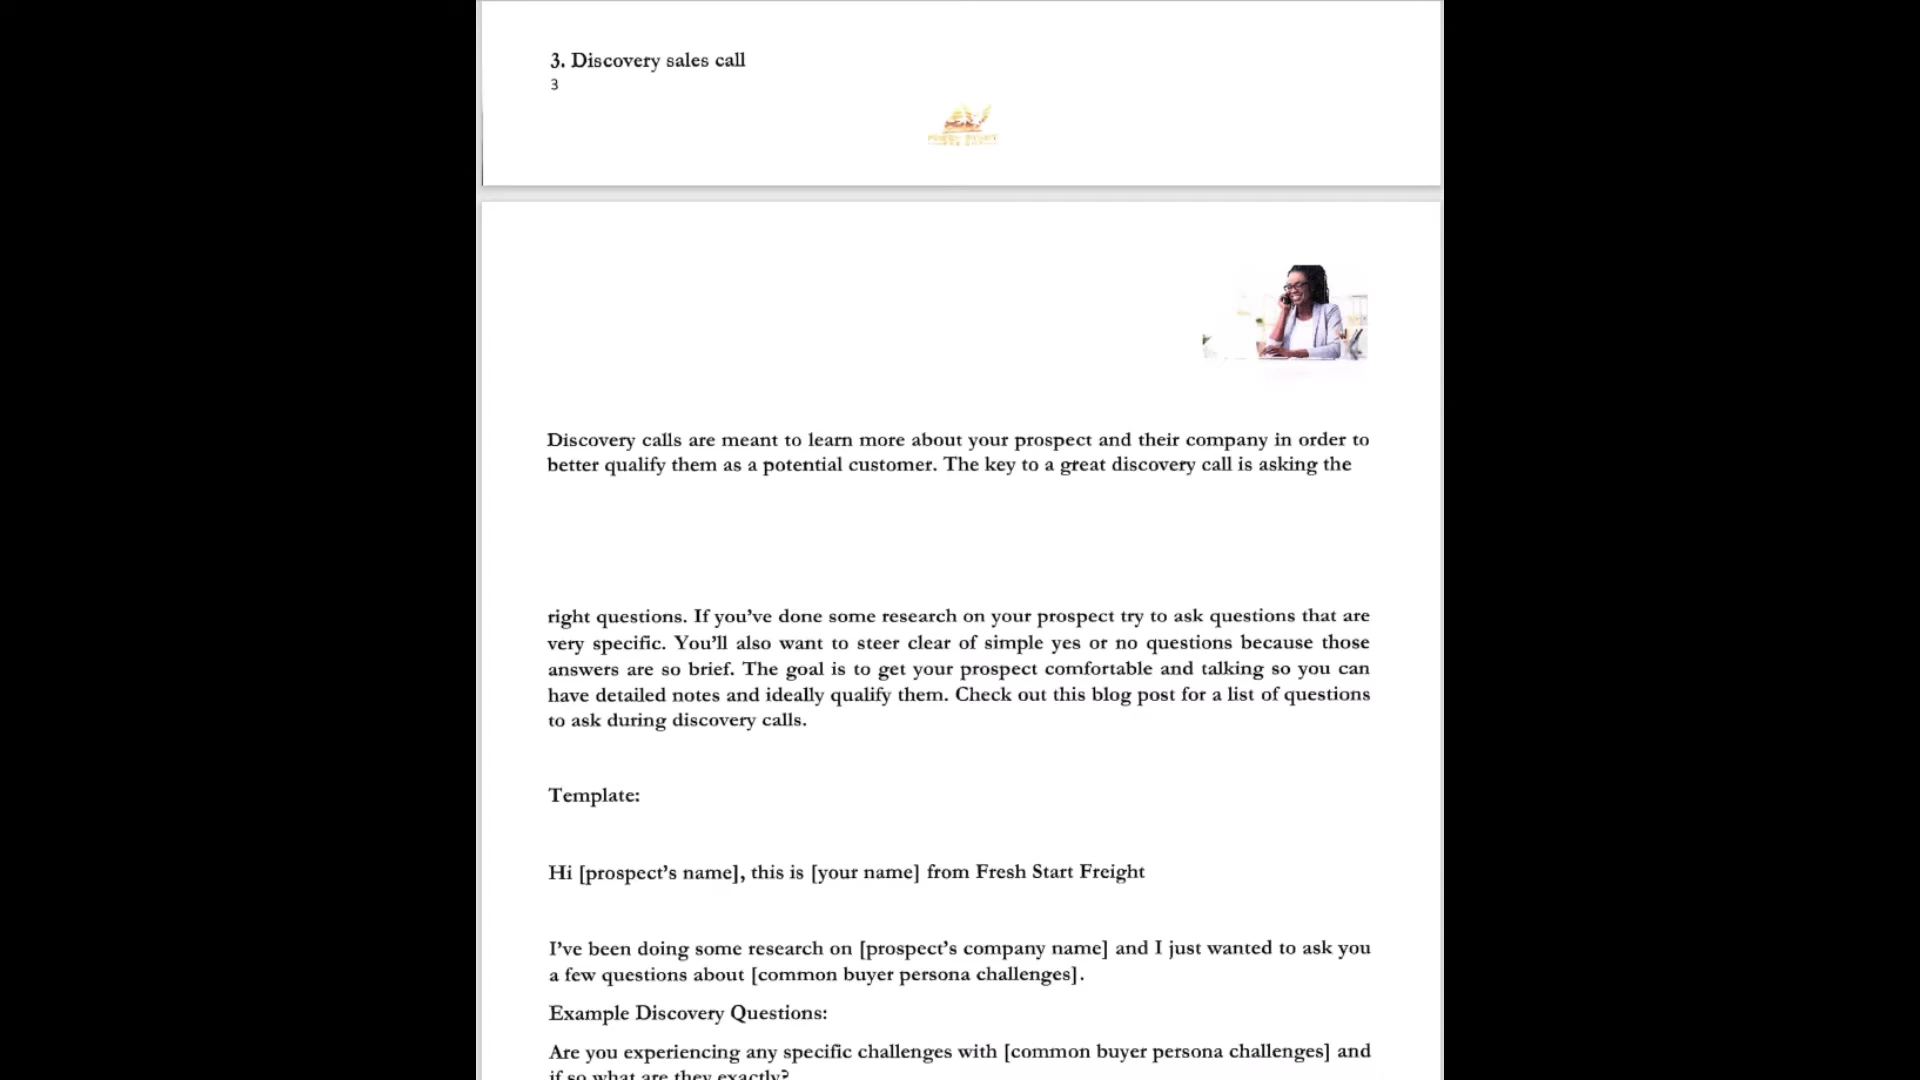 3. Discovery sales call
3
Discovery calls are meant to learn more about your prospect and their company in order to
better qualify them as a potential customer. The key to a great discovery call is asking the
right questions. If you’ve done some research on your prospect try to ask questions that are
very specific. You’ll also want to steer clear of simple yes or no questions because those
answers are so brief. The goal is to get your prospect comfortable and talking so you can
have detailed notes and ideally qualify them. Check out this blog post for a list of questions
to ask during discovery calls.
Template:
Hi [prospect’s name], this is [your name] from Fresh Start Freight
I’ve been doing some research on [prospect’s company name] and I just wanted to ask you
a few questions about [common buyer persona challenges].
Example Discovery Questions:
Are you experiencing any specific challenges with [common buyer persona challenges] and
if so what are they exactly?